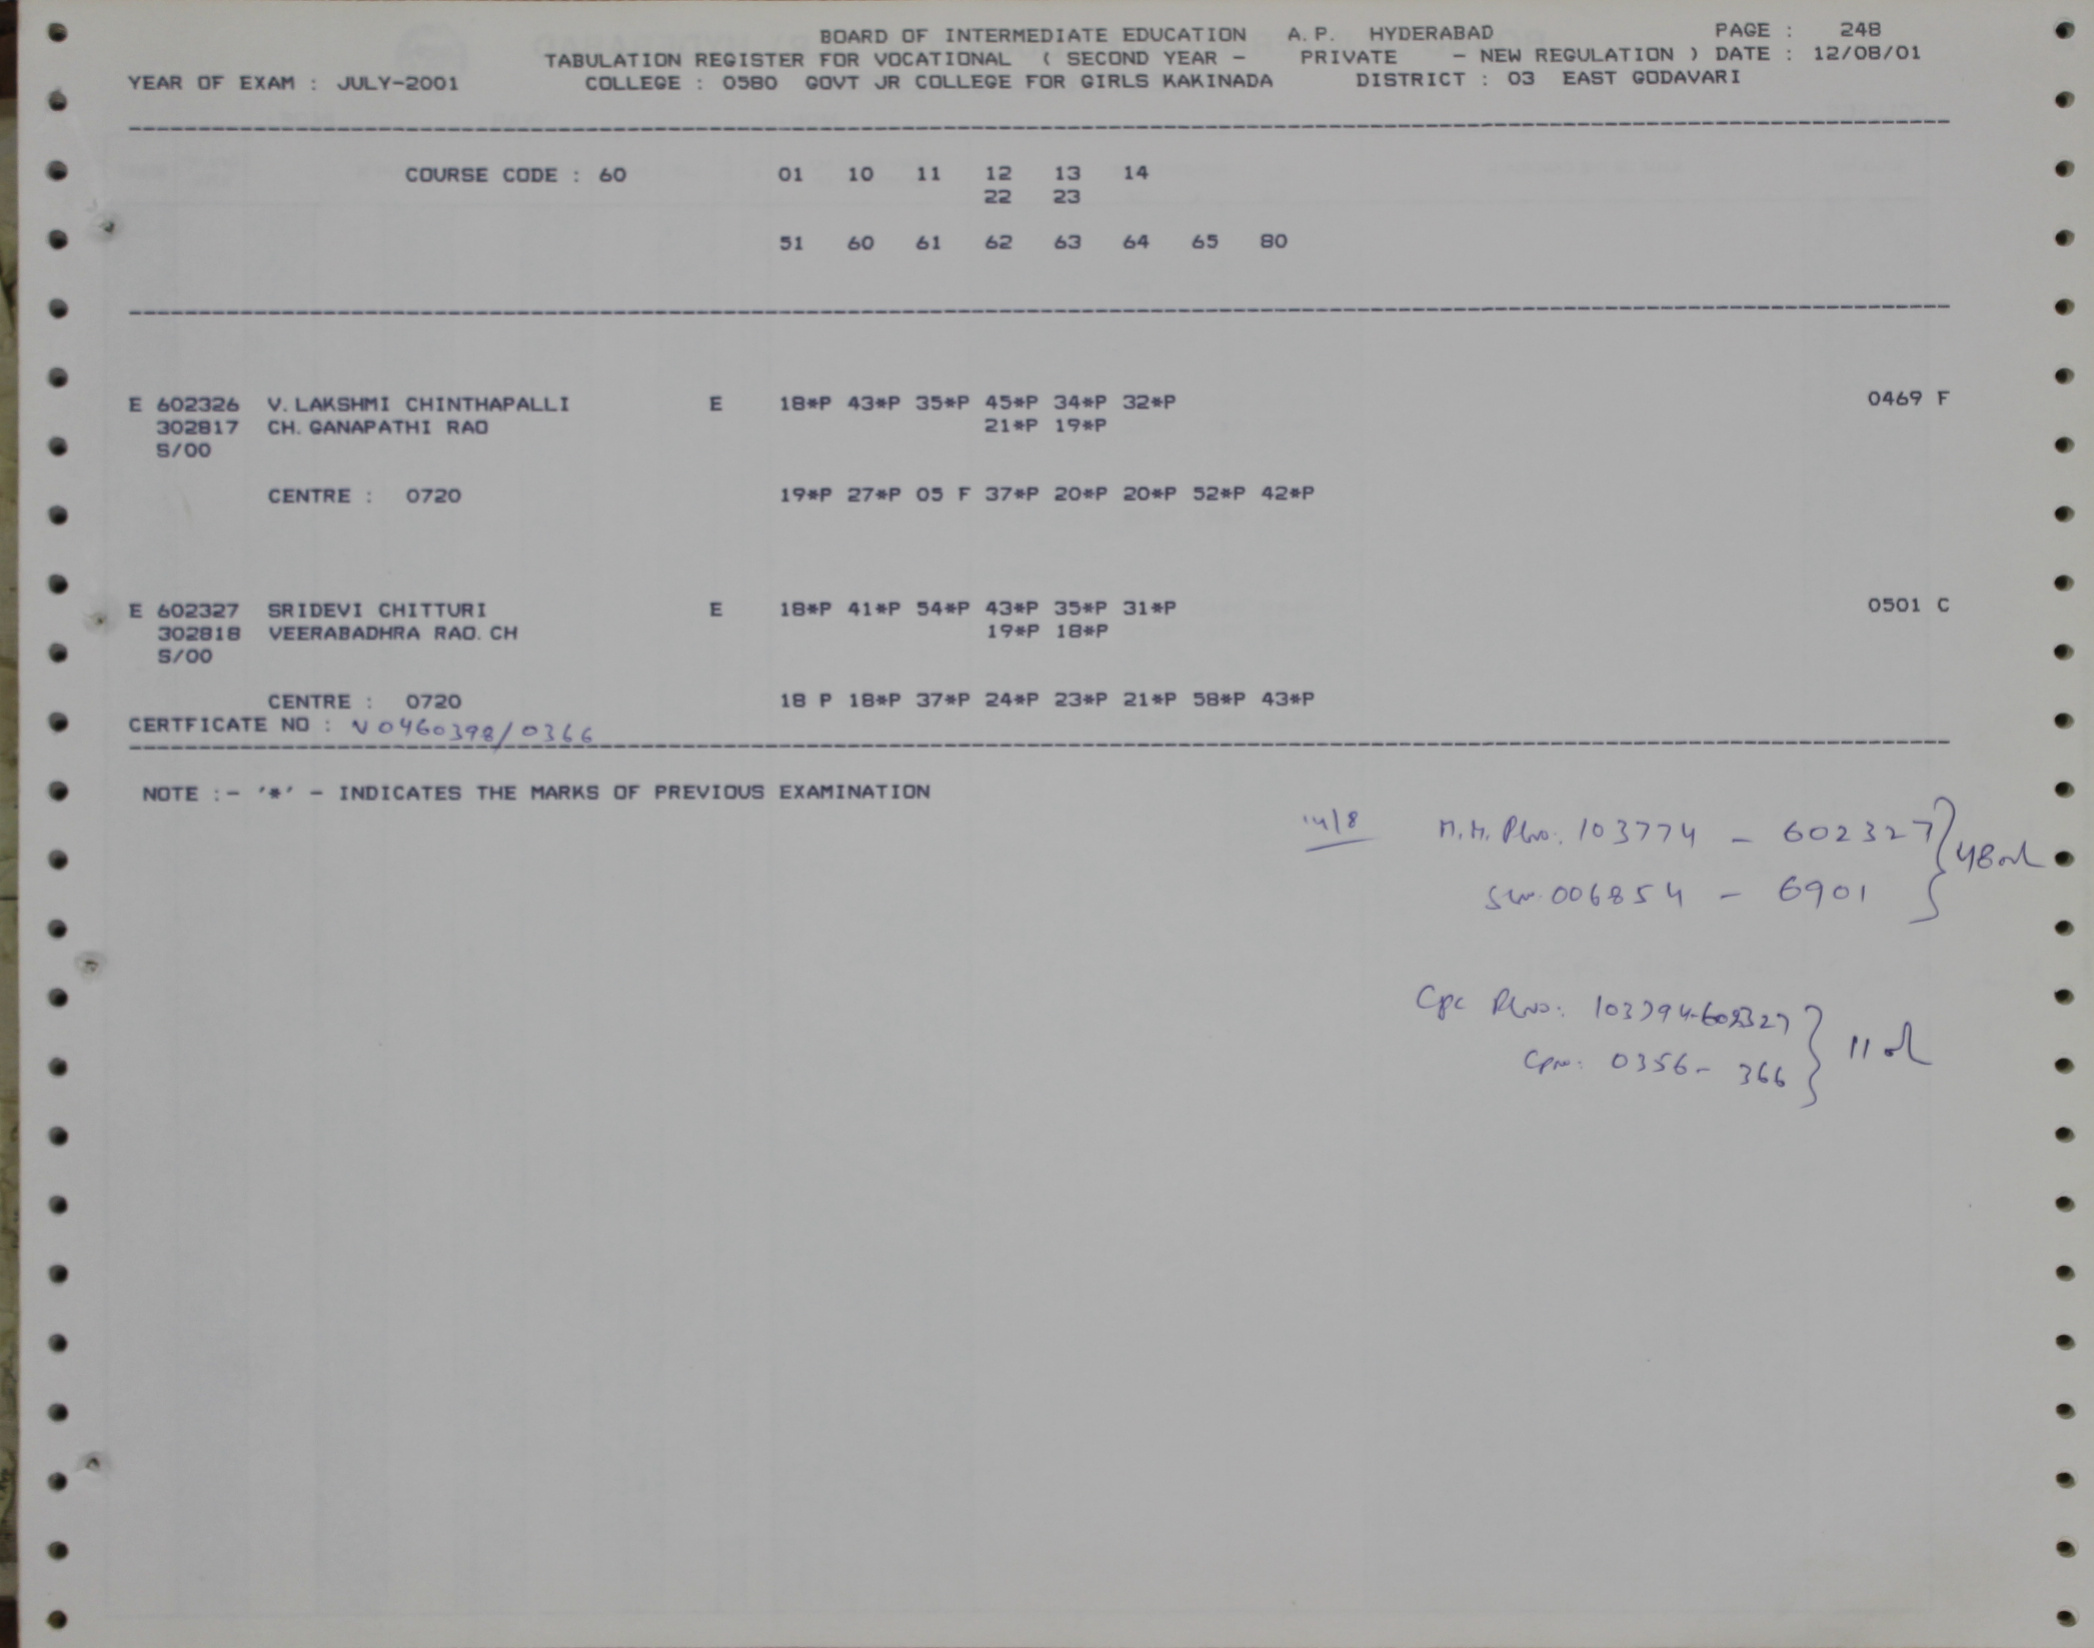 BOARD OF INTERMEDIATE EDUCATION A.P. HYDERABAD PAGE : 248
TABULATION REGISTER FOR VOCATIONAL ( SECOND YEAR - PRIVATE - NEW REGULATION ) DATE : 12/08/01
YEAR OF EXAM : JULY-2001 COLLEGE : 0580 GOVT JR COLLEGE FOR GIRLS KAKINADA DISTRICT : 03 EAST GODAVARI
COURSE CODE : 60 01 10 11 12 13 14
22 23
51 60 61 62 63 64 65 80
E 602326 V.LAKSHMI CHINTHAPALLI E 18*P 43*P 35*P 45*P 34*P 32*P 0469 F
302817 CH.GANAPATHI RAO 21*P 19*P
S/00
CENTRE : 0720 19*P 27*P 05 F 37*P 20*P 20*P 52*P 42*P
E 602327 SRIDEVI CHITTURI E 18*P 41*P 54*P 43*P 35*P 31*P 0501 C
302818 VEERABADHRA RAO.CH 19*P 18*P
S/00
CENTRE : 0720 18 P 18*P 37*P 24*P 23*P 21*P 58*P 43*P
CERTFICATE NO : V0460398/0366
NOTE :- '*' - INDICATES THE MARKS OF PREVIOUS EXAMINATION
14/8 M.M. 103774 - 602327
006854 - 6901 48
602327
0356 - 366 11